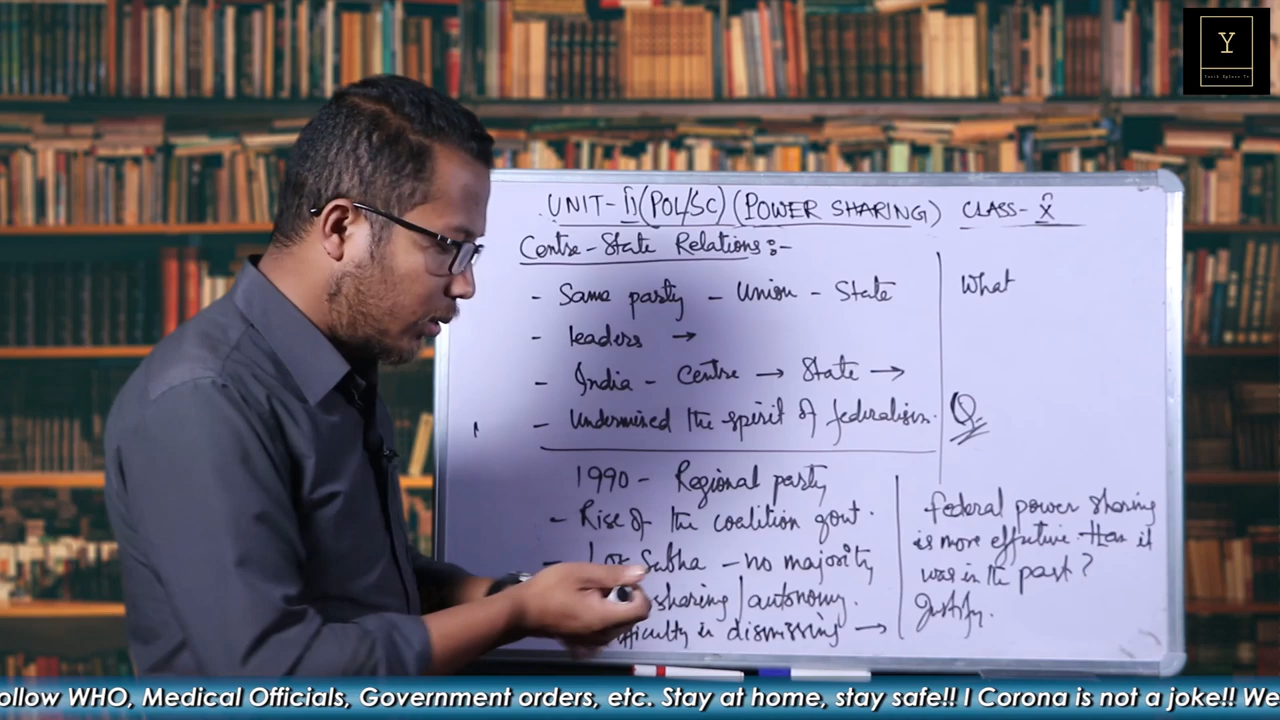 Y
UNIT-II(POL/SC) (POWER SHARING) CLASS-X
Centre-State Relations:-
- Same party - Union - State
- leaders →
- India - Centre → State →
- Undermined the spirit of federalism.
What
Q
1990 - Regional party
- Rise of the coalition govt.
- Lok Sabha - no majority
sharing/autonomy.
difficulty in dismissing →
federal power sharing
is more effective than it
was in the past?
Justify.
ollow WHO, Medical Officials, Government orders, etc. Stay at home, stay safe!! I Corona is not a joke!! We